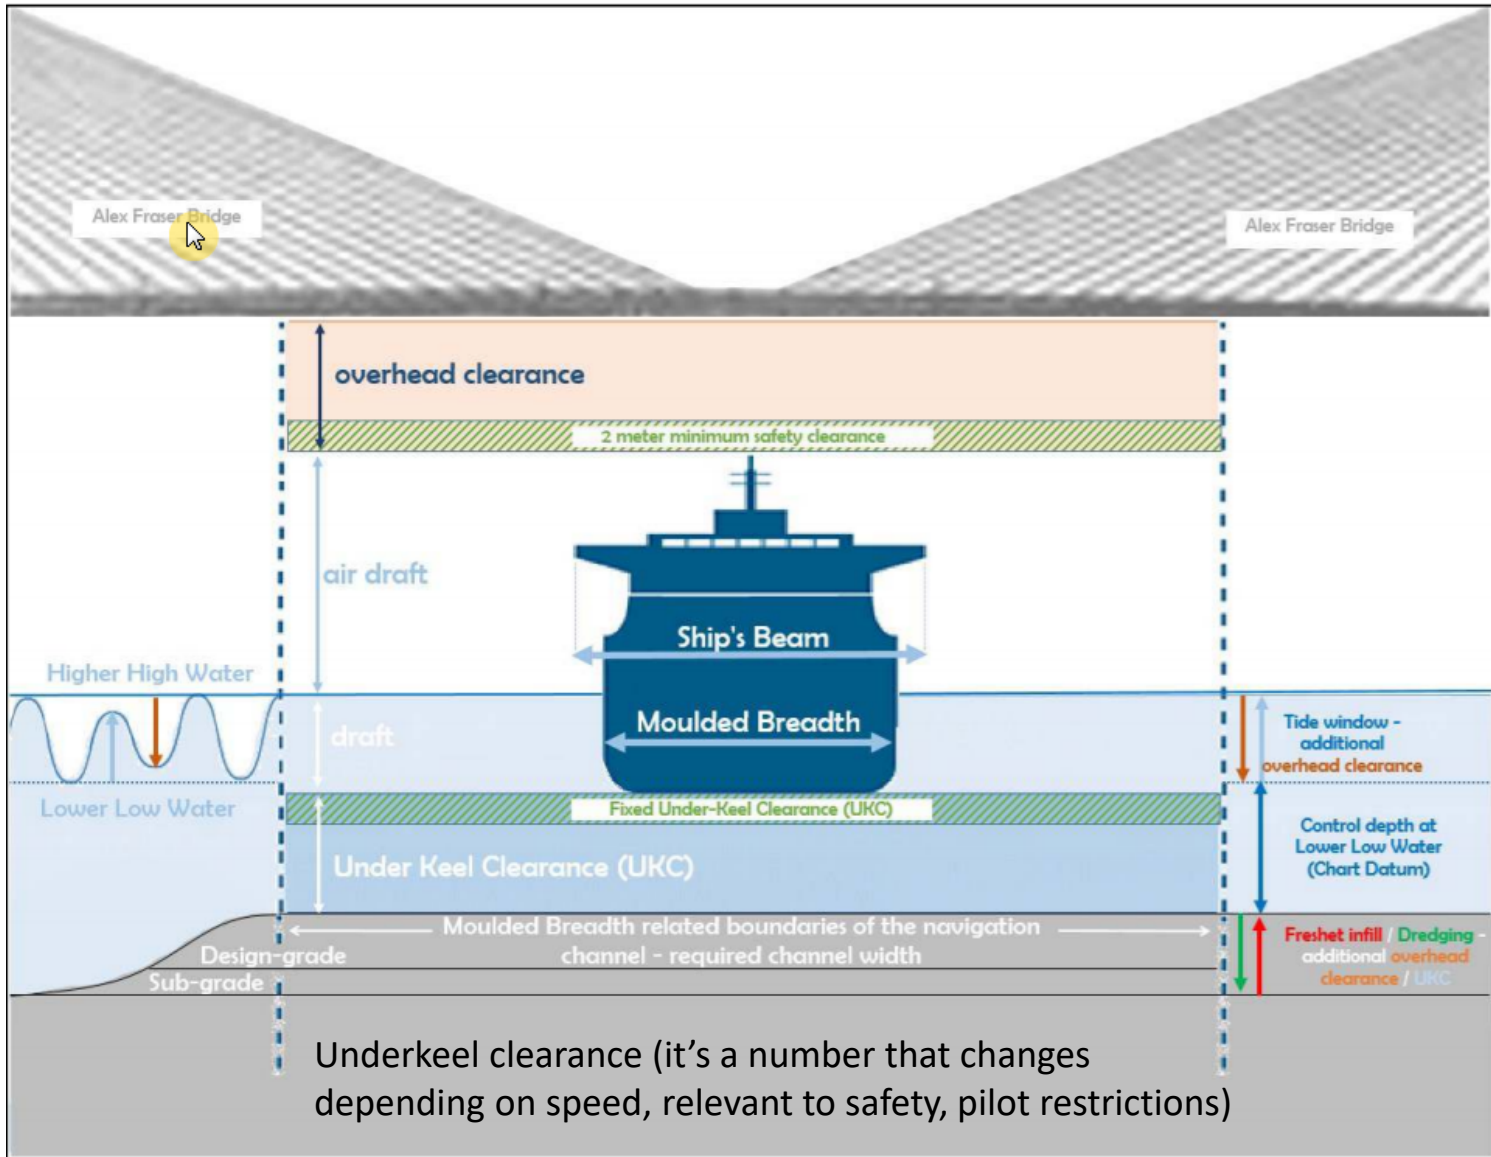 Alex Fraser Bridge
Alex Fraser Bridge
overhead clearance
2 meter minimum safety clearance
air draft
Ship's Beam
Higher High Water
Moulded Breadth
draft
Tide window -
additional
overhead clearance
Lower Low Water
Fixed Under-Keel Clearance (UKC)
Control depth at
Lower Low Water
(Chart Datum)
Under Keel Clearance (UKC)
Moulded Breadth related boundaries of the navigation
channel - required channel width
Design-grade
Sub-grade
Freshet infill / Dredging -
additional overhead
clearance / UKC
Underkeel clearance (it’s a number that changes
depending on speed, relevant to safety, pilot restrictions)